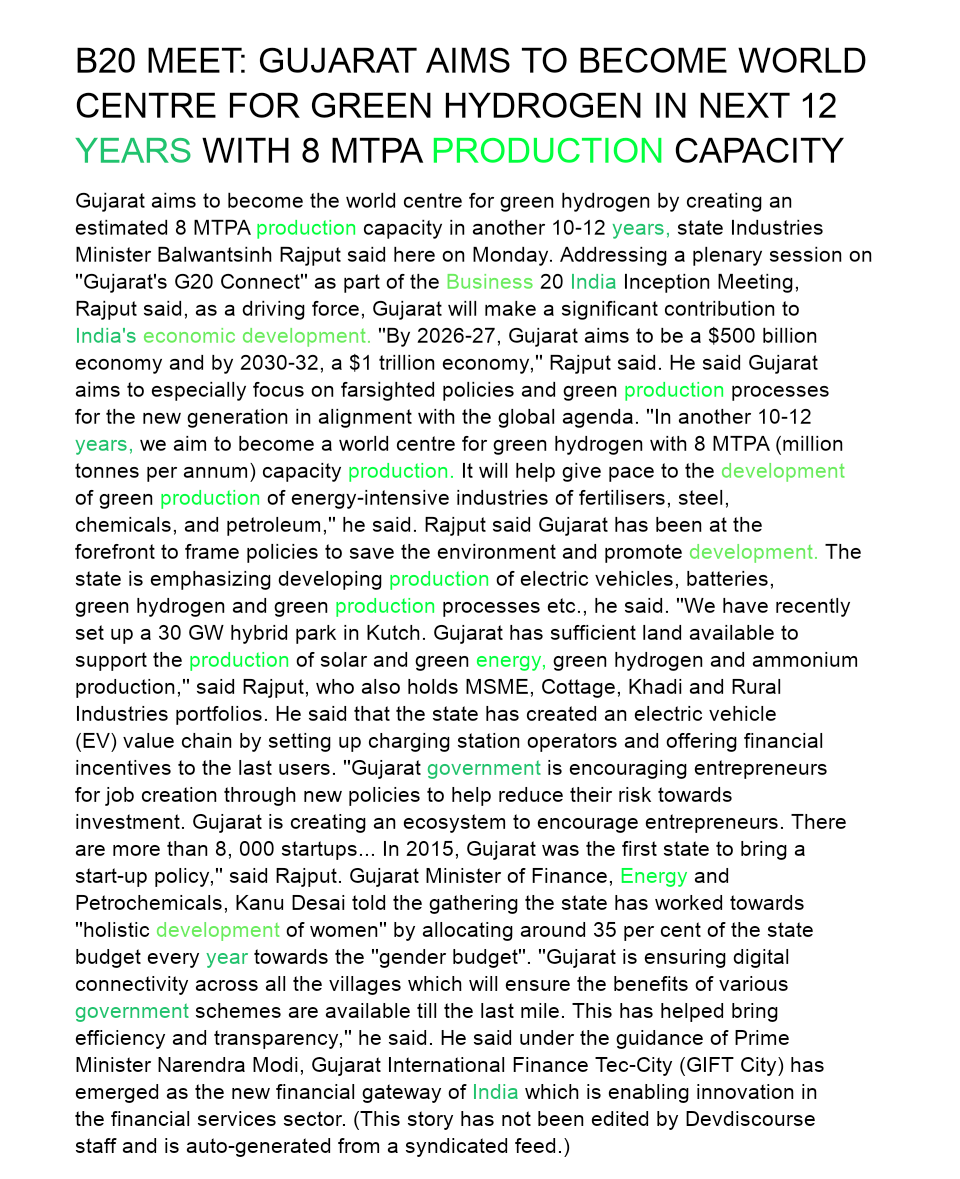 B20 MEET: GUJARAT AIMS TO BECOME WORLD
CENTRE FOR GREEN HYDROGEN IN NEXT 12
YEARS WITH 8 MTPA PRODUCTION CAPACITY
Gujarat aims to become the world centre for green hydrogen by creating an
estimated 8 MTPA production capacity in another 10-12 years, state Industries
Minister Balwantsinh Rajput said here on Monday. Addressing a plenary session on
"Gujarat's G20 Connect" as part of the Business 20 India Inception Meeting,
Rajput said, as a driving force, Gujarat will make a significant contribution to
India's economic development. "By 2026-27, Gujarat aims to be a $500 billion
economy and by 2030-32, a $1 trillion economy," Rajput said. He said Gujarat
aims to especially focus on farsighted policies and green production processes
for the new generation in alignment with the global agenda. "In another 10-12
years, we aim to become a world centre for green hydrogen with 8 MTPA (million
tonnes per annum) capacity production. It will help give pace to the development
of green production of energy-intensive industries of fertilisers, steel,
chemicals, and petroleum," he said. Rajput said Gujarat has been at the
forefront to frame policies to save the environment and promote development. The
state is emphasizing developing production of electric vehicles, batteries,
green hydrogen and green production processes etc., he said. "We have recently
set up a 30 GW hybrid park in Kutch. Gujarat has sufficient land available to
support the production of solar and green energy, green hydrogen and ammonium
production," said Rajput, who also holds MSME, Cottage, Khadi and Rural
Industries portfolios. He said that the state has created an electric vehicle
(EV) value chain by setting up charging station operators and offering financial
incentives to the last users. "Gujarat government is encouraging entrepreneurs
for job creation through new policies to help reduce their risk towards
investment. Gujarat is creating an ecosystem to encourage entrepreneurs. There
are more than 8, 000 startups... In 2015, Gujarat was the first state to bring a
start-up policy," said Rajput. Gujarat Minister of Finance, Energy and
Petrochemicals, Kanu Desai told the gathering the state has worked towards
"holistic development of women" by allocating around 35 per cent of the state
budget every year towards the "gender budget". "Gujarat is ensuring digital
connectivity across all the villages which will ensure the benefits of various
government schemes are available till the last mile. This has helped bring
efficiency and transparency," he said. He said under the guidance of Prime
Minister Narendra Modi, Gujarat International Finance Tec-City (GIFT City) has
emerged as the new financial gateway of India which is enabling innovation in
the financial services sector. (This story has not been edited by Devdiscourse
staff and is auto-generated from a syndicated feed.)